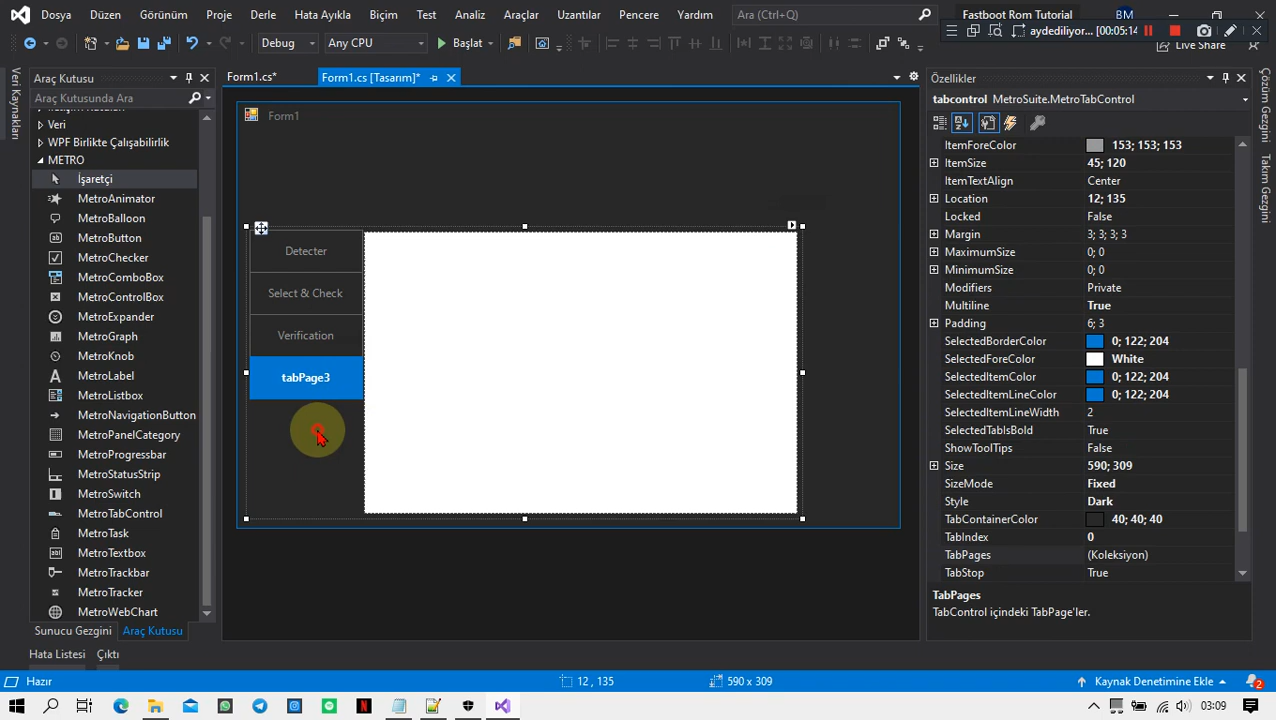 Dosya Düzen Görünüm Proje Derle Hata Ayıkla Biçim Test Analiz Araçlar Uzantılar Pencere Yardım Ara (Ctrl+Q) Fastboot Rom Tutorial BM
aydediliyor... 00:05:14
Debug Any CPU Başlat Live Share
Veri Kaynakları
Araç Kutusu
Araç Kutusunda Ara
Veri
WPF Birlikte Çalışabilirlik
METRO
İşaretçi
MetroAnimator
MetroBalloon
MetroButton
MetroChecker
MetroComboBox
MetroControlBox
MetroExpander
MetroGraph
MetroKnob
MetroLabel
MetroListbox
MetroNavigationButton
MetroPanelCategory
MetroProgressbar
MetroStatusStrip
MetroSwitch
MetroTabControl
MetroTask
MetroTextbox
MetroTrackbar
MetroTracker
MetroWebChart
Sunucu Gezgini Araç Kutusu
Hata Listesi Çıktı
Form1.cs* Form1.cs [Tasarım]*
Form1
Detecter
Select & Check
Verification
tabPage3
Özellikler
tabcontrol MetroSuite.MetroTabControl
ItemForeColor 153; 153; 153
ItemSize 45; 120
ItemTextAlign Center
Location 12; 135
Locked False
Margin 3; 3; 3; 3
MaximumSize 0; 0
MinimumSize 0; 0
Modifiers Private
Multiline True
Padding 6; 3
SelectedBorderColor 0; 122; 204
SelectedForeColor White
SelectedItemColor 0; 122; 204
SelectedItemLineColor 0; 122; 204
SelectedItemLineWidth 2
SelectedTabIsBold True
ShowToolTips False
Size 590; 309
SizeMode Fixed
Style Dark
TabContainerColor 40; 40; 40
TabIndex 0
TabPages (Koleksiyon)
TabStop True
TabPages
TabControl içindeki TabPage'ler.
Çözüm Gezgini
Takım Gezgini
Hazır 12 , 135 590 x 309 Kaynak Denetimine Ekle 2
03:09